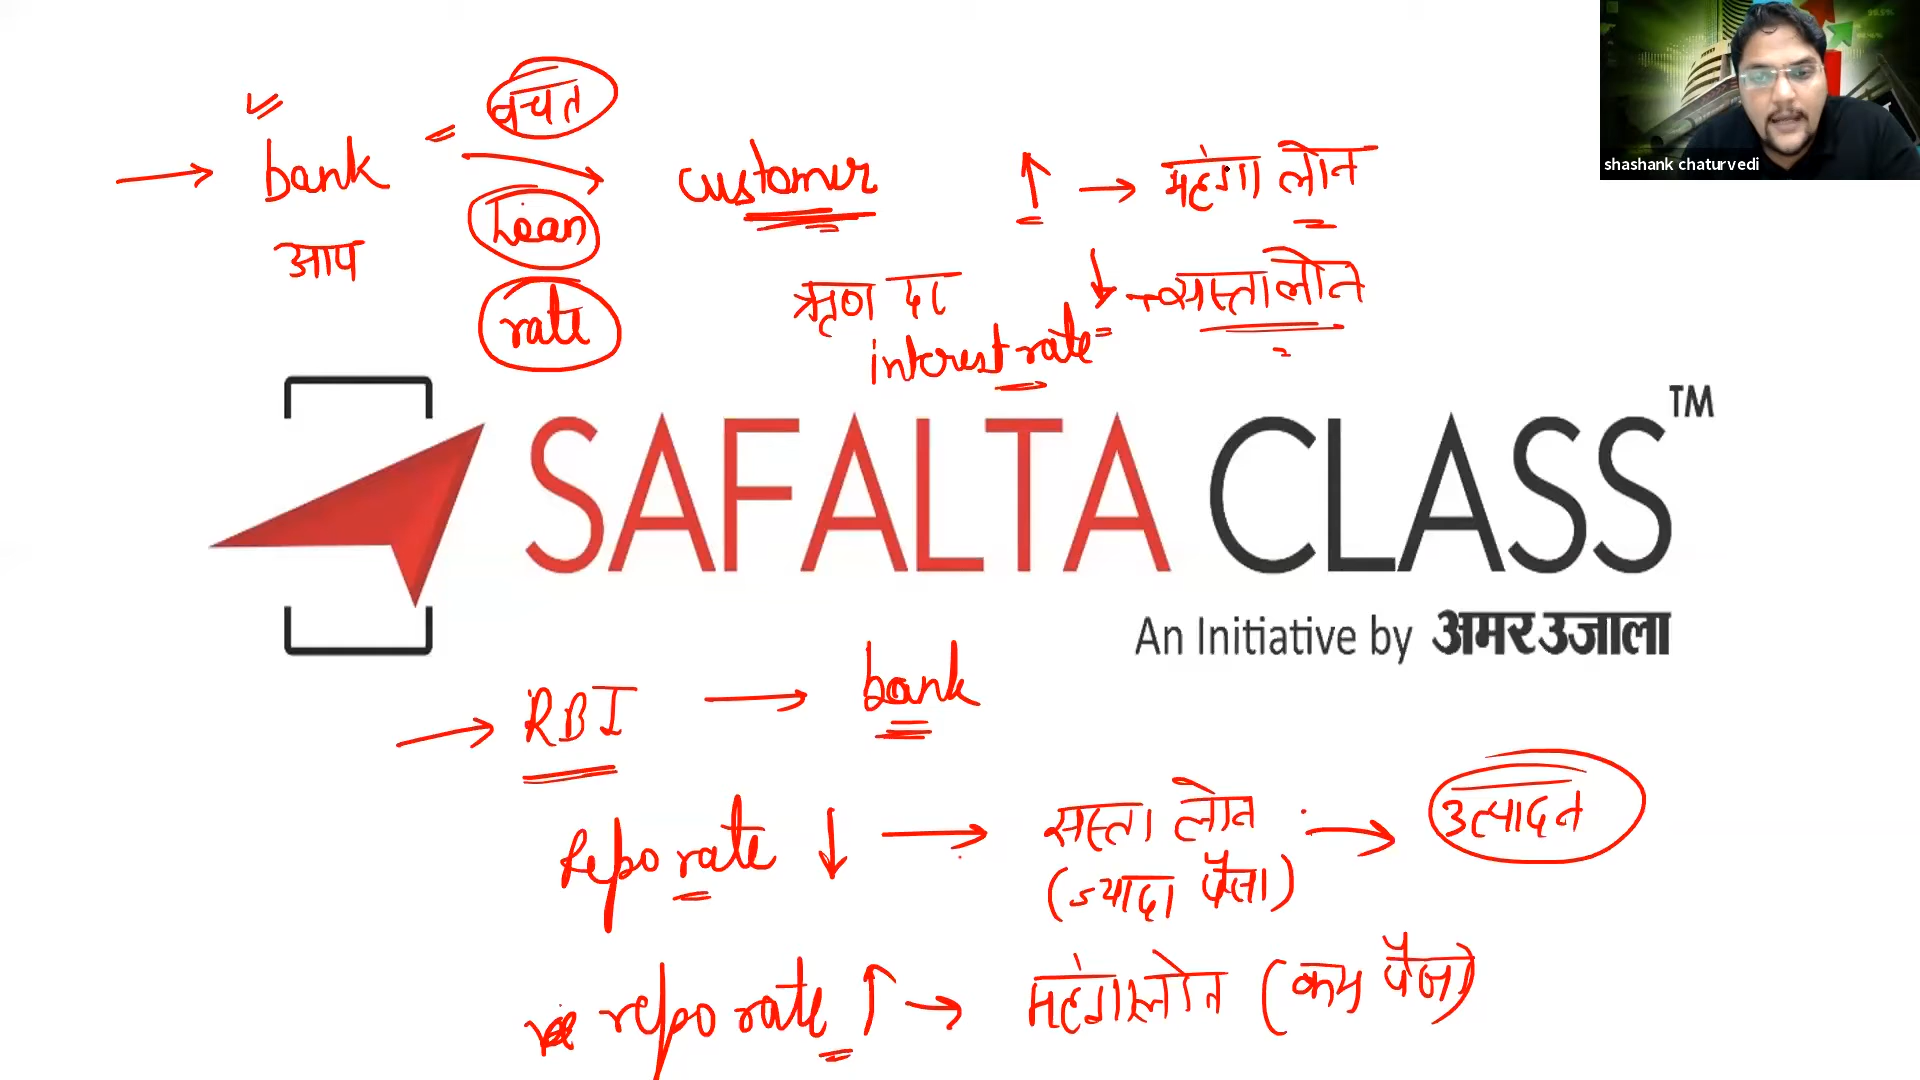 shashank chaturvedi
बचत
bank → customer ↑ → महंगा लोन
आप
Loan
rate
ऋण दर ↓ → सस्ता लोन
interest rate
SAFALTA CLASS™
An Initiative by अमर उजाला
→ RBI → bank
Repo rate ↓ → सस्ता लोन → उत्पादन
(ज्यादा पैसा)
repo rate ↑ → महंगा लोन (कम पैसा)